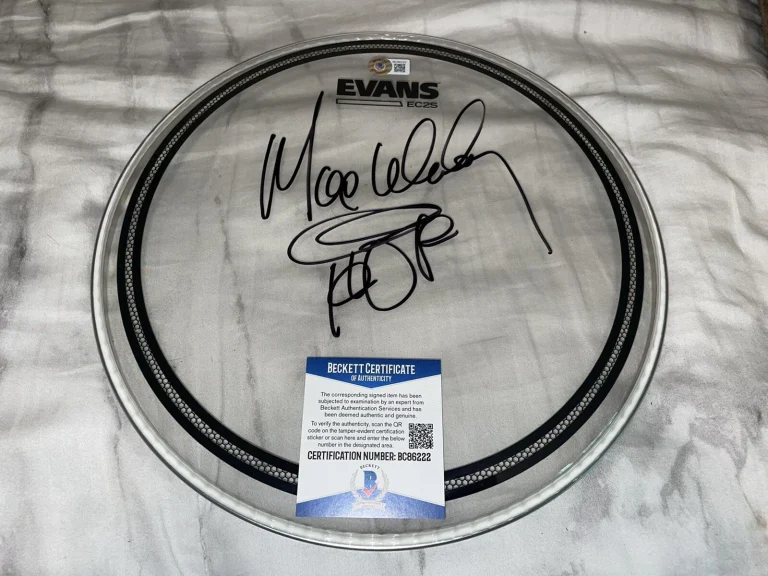 EVANS
EC2S
Max
BECKETT CERTIFICATE
OF AUTHENTICITY
The corresponding signed item has been
subjected to examination by an expert from
Beckett Authentication Services and has
been deemed authentic and genuine.
To verify the authenticity, scan the QR
code on the tamper-evident certification
sticker or scan here and enter the below
number in the designated area.
CERTIFICATION NUMBER: BC86222
BECKETT
B